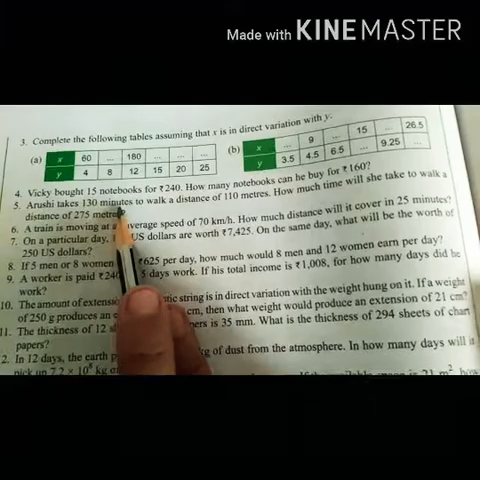 Made with KINEMASTER
3. Complete the following tables assuming that x is in direct variation with y.
(a) x 60 ... 180 ... ... ...
y 4 8 12 15 20 25
(b) x ... 9 ... 15 ... 26.5
y 3.5 4.5 6.5 ... 9.25 ...
4. Vicky bought 15 notebooks for ₹240. How many notebooks can he buy for ₹160?
5. Arushi takes 130 minutes to walk a distance of 110 metres. How much time will she take to walk a
distance of 275
6. A train is moving at average speed of 70 km/h. How much distance will it cover in 25 minutes?
7. On a particular day, US dollars are worth ₹7,425. On the same day, what will be the worth of
250 US dollars?
8. If 5 men or 8 women ₹625 per day, how much would 8 men and 12 women earn per day?
9. A worker is paid ₹240 5 days work. If his total income is ₹1,008, for how many days did he
work?
10. The amount of string is in direct variation with the weight hung on it. If a weight
of 250 g produces an cm, then what weight would produce an extension of 21 cm?
11. The thickness of 12 is 35 mm. What is the thickness of 294 sheets of chart
papers?
2. In 12 days, the earth kg of dust from the atmosphere. In how many days will it
pick up 7.2 × 10⁸ kg